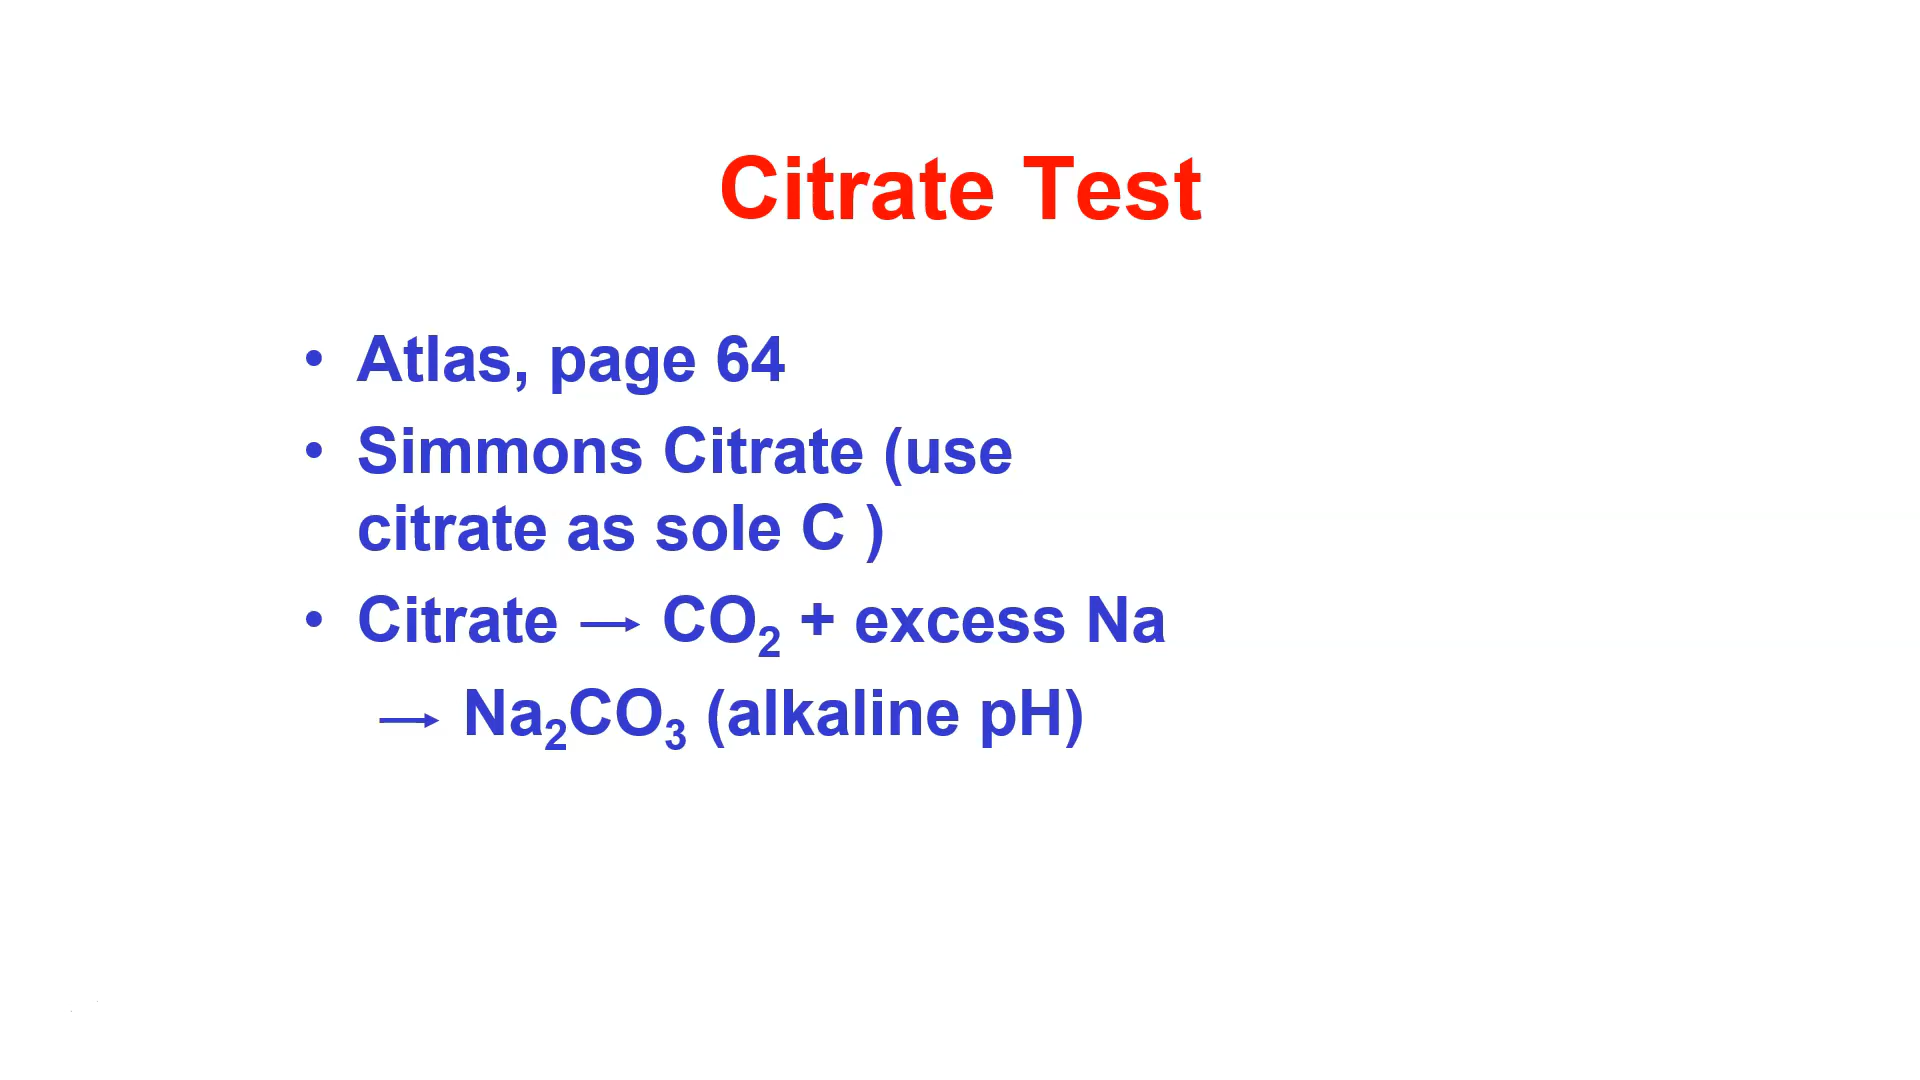 Citrate Test
• Atlas, page 64
• Simmons Citrate (use
citrate as sole C )
• Citrate → CO₂ + excess Na
→ Na₂CO₃ (alkaline pH)